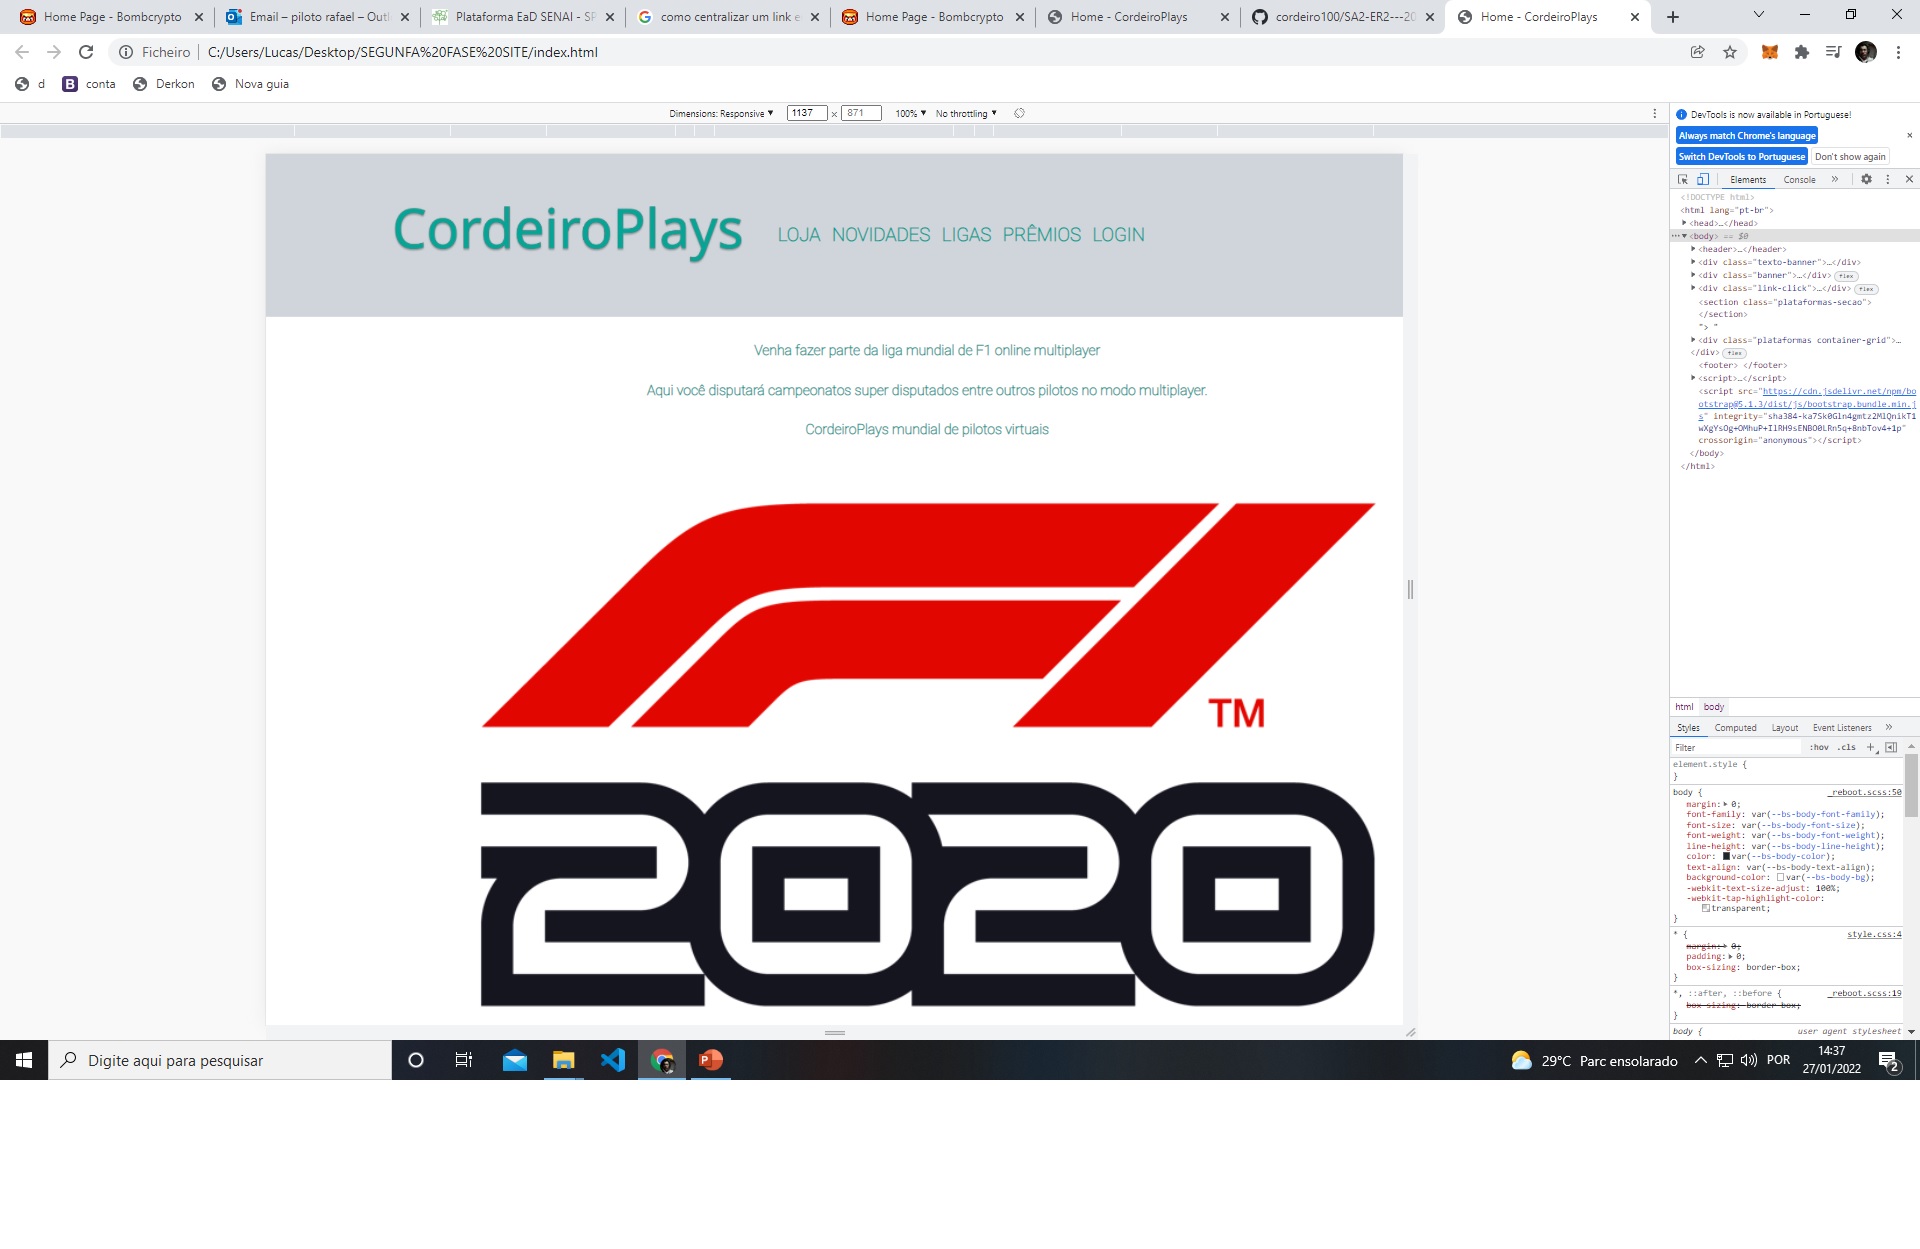 Home Page - Bombcrypto
Email – piloto rafael – Outl
Plataforma EaD SENAI - SP
como centralizar um link e
Home Page - Bombcrypto
Home - CordeiroPlays
cordeiro100/SA2-ER2---20
Home - CordeiroPlays
Ficheiro
C:/Users/Lucas/Desktop/SEGUNFA%20FASE%20SITE/index.html
d
B conta
Derkon
Nova guia
Dimensions: Responsive ▼ 1137 × 871 100% ▼ No throttling ▼
CordeiroPlays
LOJA NOVIDADES LIGAS PRÊMIOS LOGIN
Venha fazer parte da liga mundial de F1 online multiplayer
Aqui você disputará campeonatos super disputados entre outros pilotos no modo multiplayer.
CordeiroPlays mundial de pilotos virtuais
F1
TM
2020
DevTools is now available in Portuguese!
Always match Chrome's language
Switch DevTools to Portuguese Don't show again
Elements Console »
<!DOCTYPE html>
<html lang="pt-br">
<head>…</head>
<body> == $0
<header>…</header>
<div class="texto-banner">…</div>
<div class="banner">…</div> flex
<div class="link-click">…</div> flex
<section class="plataformas-secao">
</section>
"> "
<div class="plataformas container-grid">…
</div> flex
<footer> </footer>
<script>…</script>
<script src="https://cdn.jsdelivr.net/npm/bo
otstrap@5.1.3/dist/js/bootstrap.bundle.min.j
s" integrity="sha384-ka7Sk0Gln4gmtz2MlQnikT1
wXgYsOg+OMhuP+IlRH9sENBO0LRn5q+8nbTov4+1p"
crossorigin="anonymous"></script>
</body>
</html>
html body
Styles Computed Layout Event Listeners »
Filter :hov .cls +
element.style {
}
body { _reboot.scss:50
margin: 0;
font-family: var(--bs-body-font-family);
font-size: var(--bs-body-font-size);
font-weight: var(--bs-body-font-weight);
line-height: var(--bs-body-line-height);
color: var(--bs-body-color);
text-align: var(--bs-body-text-align);
background-color: var(--bs-body-bg);
-webkit-text-size-adjust: 100%;
-webkit-tap-highlight-color:
transparent;
}
* { style.css:4
margin: 0;
padding: 0;
box-sizing: border-box;
}
*, ::after, ::before { _reboot.scss:19
box-sizing: border-box;
}
body { user agent stylesheet
Digite aqui para pesquisar
29°C Parc ensolarado
POR
14:37
27/01/2022
2